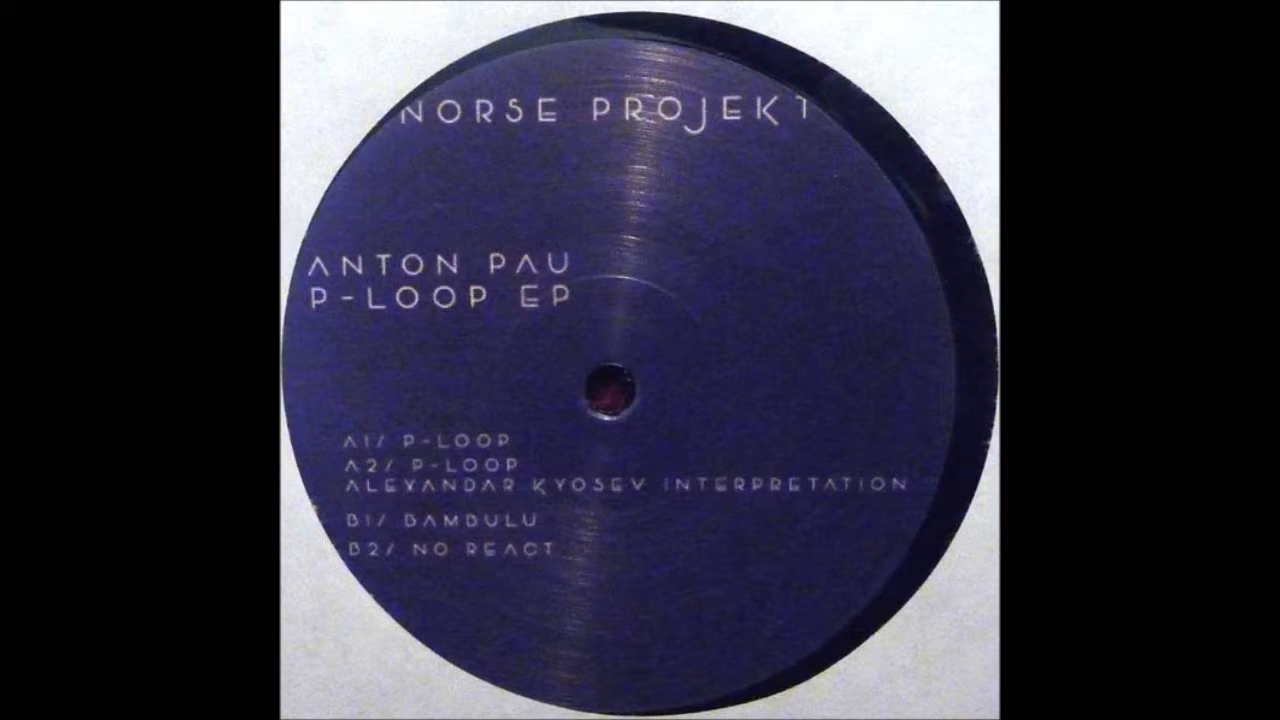 NORSE PROJEKT
ANTON PAU
P-LOOP EP
A1/ P-LOOP
A2/ P-LOOP
ALEXANDAR KYOSEV INTERPRETATION
B1/ BAMBULU
B2/ NO REACT